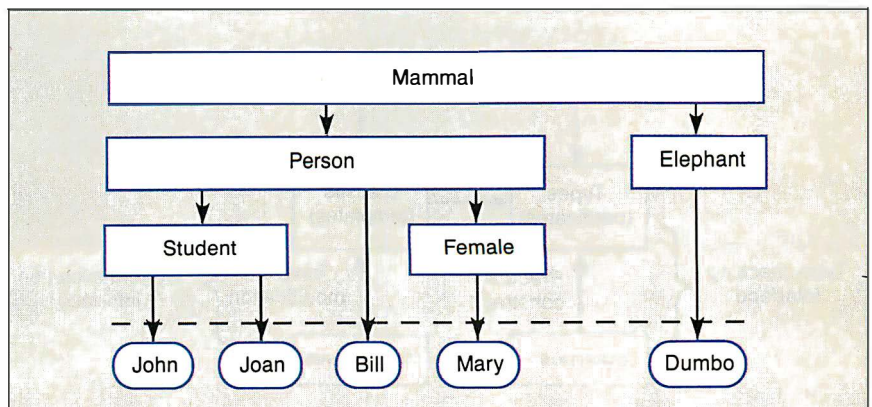 Mammal
Person
Elephant
Student
Female
John
Joan
Bill
Mary
Dumbo